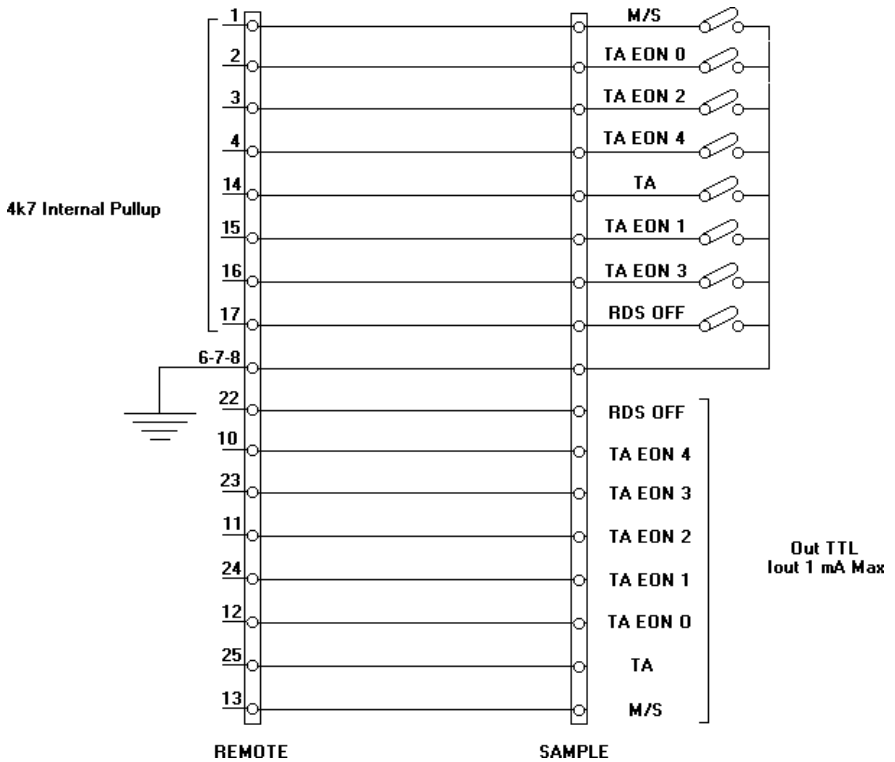 1 M/S
2 TA EON 0
3 TA EON 2
4 TA EON 4
14 TA
4k7 Internal Pullup
15 TA EON 1
16 TA EON 3
17 RDS OFF
6-7-8
22 RDS OFF
10 TA EON 4
23 TA EON 3
11 TA EON 2
Out TTL
Iout 1 mA Max
24 TA EON 1
12 TA EON 0
25 TA
13 M/S
REMOTE SAMPLE